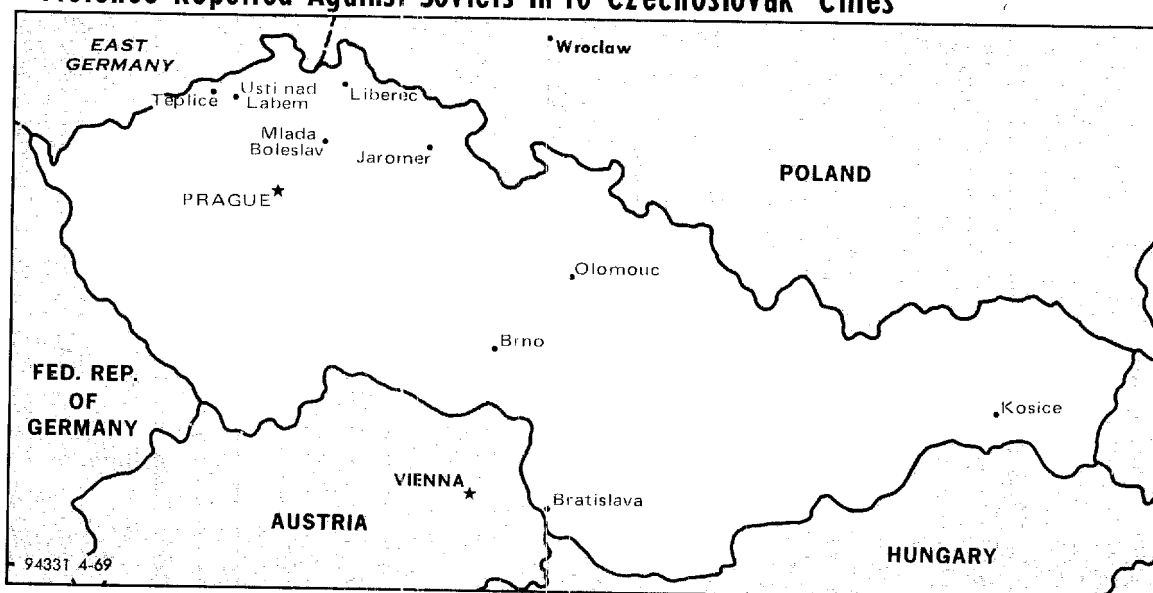 Violence Reported Against Soviets in 10 Czechoslovak Cities
EAST
GERMANY
Wroclaw
Teplice
Usti nad
Labem
Liberec
Mlada
Boleslav
Jaromer
POLAND
PRAGUE
Olomouc
Brno
FED. REP.
OF
GERMANY
Kosice
VIENNA
Bratislava
AUSTRIA
HUNGARY
94331 4-69